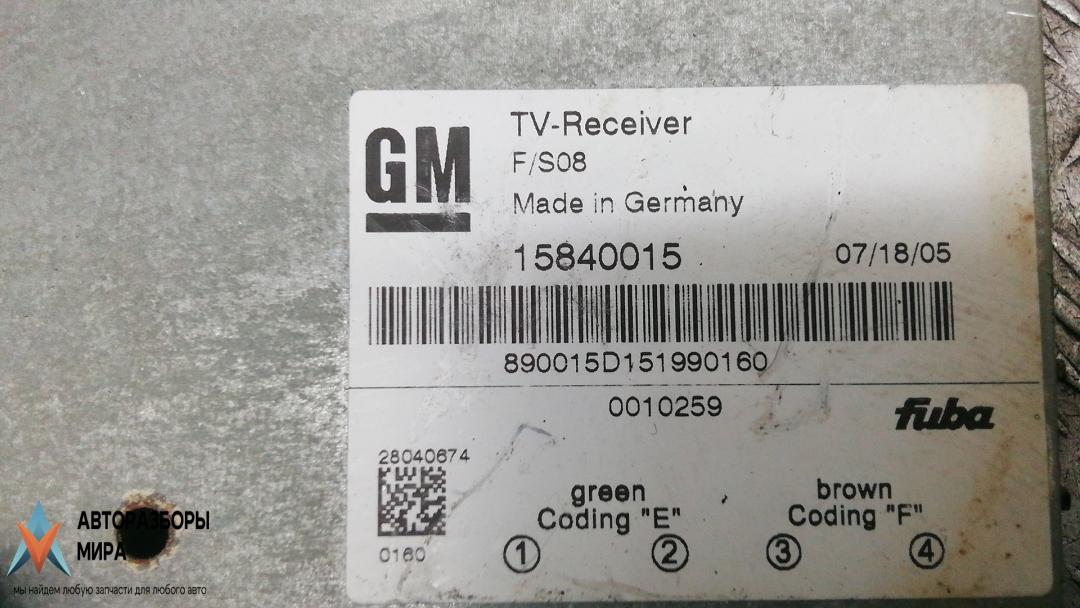 GM
TV-Receiver
F/S08
Made in Germany
15840015 07/18/05
890015D151990160
0010259
fuba
28040674
0160
green
Coding "E"
brown
Coding "F"
1 2 3 4
АВТОРАЗБОРЫ
МИРА
мы найдем любую запчасти для любого авто